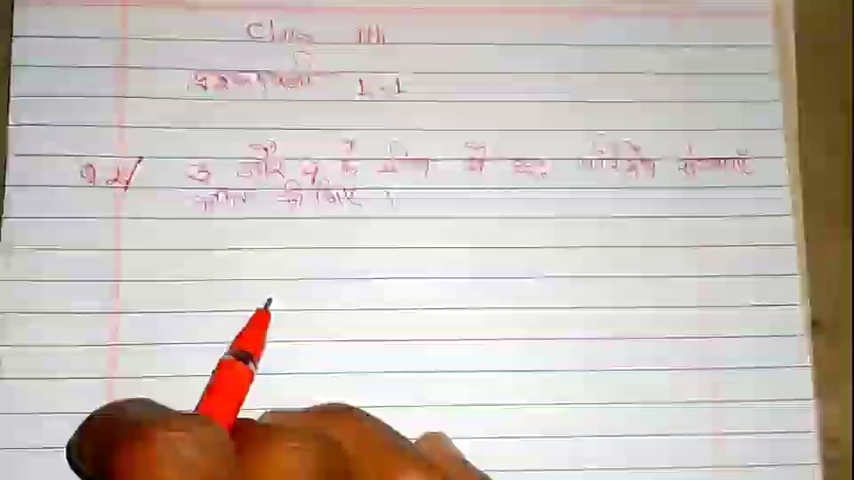 Class
प्रश्नावली 1.1
Q.2/ 3 और 4 के बीच में छः परिमेय संख्याएँ
ज्ञात कीजिए ।